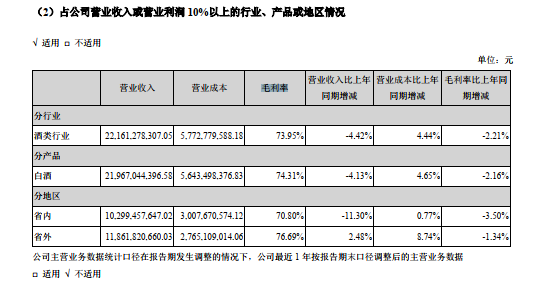 （2）占公司营业收入或营业利润 10%以上的行业、产品或地区情况
√ 适用 □ 不适用
单位：元
营业收入 营业成本 毛利率 营业收入比上年同期增减 营业成本比上年同期增减 毛利率比上年同期增减
分行业
酒类行业 22,161,278,307.05 5,772,779,588.18 73.95% -4.42% 4.44% -2.21%
分产品
白酒 21,967,044,396.58 5,643,498,376.83 74.31% -4.13% 4.65% -2.16%
分地区
省内 10,299,457,647.02 3,007,670,574.12 70.80% -11.30% 0.77% -3.50%
省外 11,861,820,660.03 2,765,109,014.06 76.69% 2.48% 8.74% -1.34%
公司主营业务数据统计口径在报告期发生调整的情况下，公司最近 1 年按报告期末口径调整后的主营业务数据
□ 适用 √ 不适用